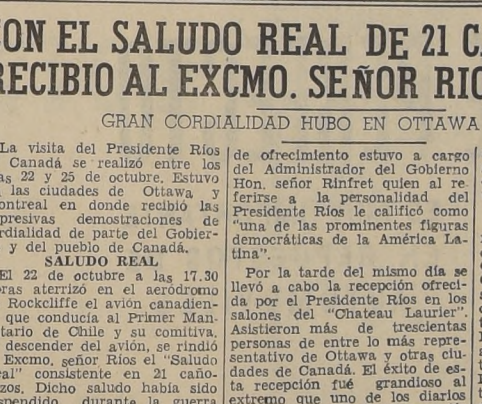 CON EL SALUDO REAL DE 21 C
RECIBIO AL EXCMO. SEÑOR RIO
GRAN CORDIALIDAD HUBO EN OTTAWA
La visita del Presidente Ríos
Canadá se realizó entre los
22 y 25 de octubre. Estuvo
las ciudades de Ottawa y
ontreal en donde recibió las
presivas demostraciones de
rdialidad de parte del Gobier-
y del pueblo de Canadá.
SALUDO REAL
El 22 de octubre a las 17.30
ras aterrizó en el aeródromo
Rockcliffe el avión canadien-
que conducía al Primer Man-
tario de Chile y su comitiva.
descender del avión, se rindió
Excmo. señor Ríos el "Saludo
eal" consistente en 21 caño-
zos. Dicho saludo había sido
spendido durante la guerra
de ofrecimiento estuvo a cargo
del Administrador del Gobierno
Hon. señor Rinfret quien al re-
ferirse a la personalidad del
Presidente Ríos le calificó como
"una de las prominentes figuras
democráticas de la América La-
tina".
Por la tarde del mismo día se
llevó a cabo la recepción ofreci-
da por el Presidente Ríos en los
salones del "Chateau Laurier".
Asistieron más de trescientas
personas de entre lo más repre-
sentativo de Ottawa y otras ciu-
dades de Canadá. El éxito de es-
ta recepción fué grandioso al
extremo que uno de los diarios